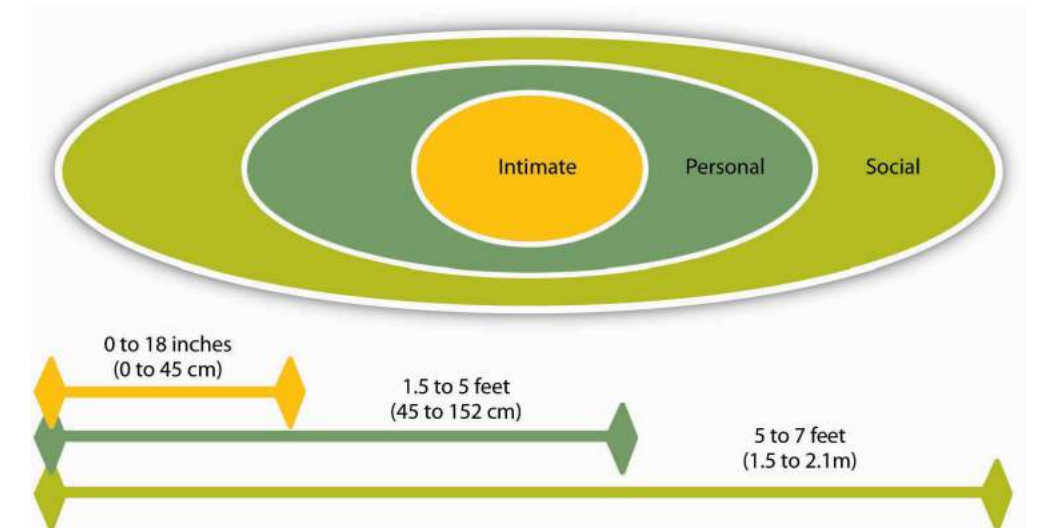 Intimate
Personal
Social
0 to 18 inches
(0 to 45 cm)
1.5 to 5 feet
(45 to 152 cm)
5 to 7 feet
(1.5 to 2.1m)